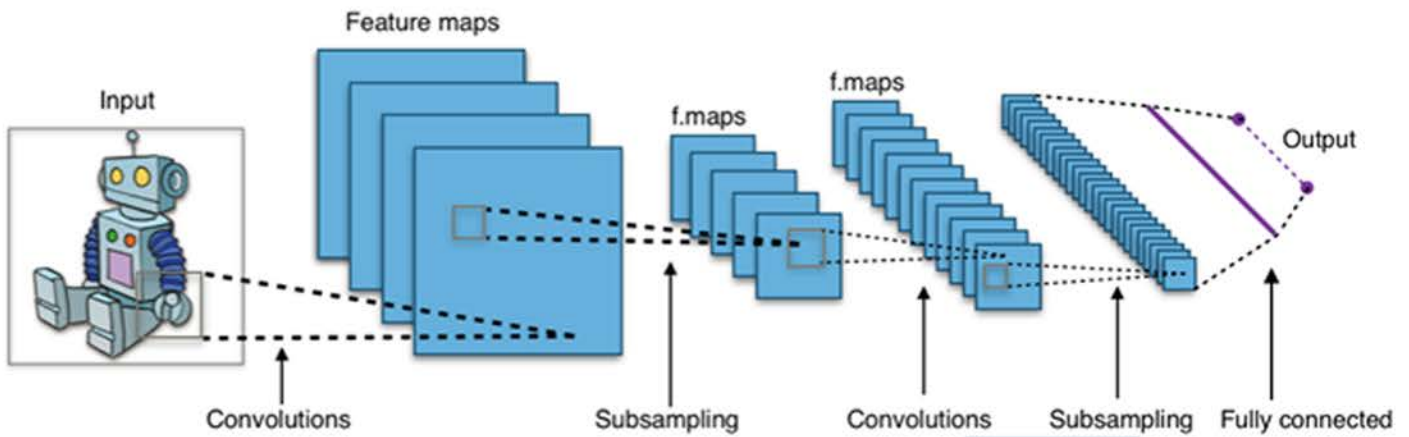 Feature maps
Input
f.maps
f.maps
Output
Convolutions
Subsampling
Convolutions
Subsampling
Fully connected